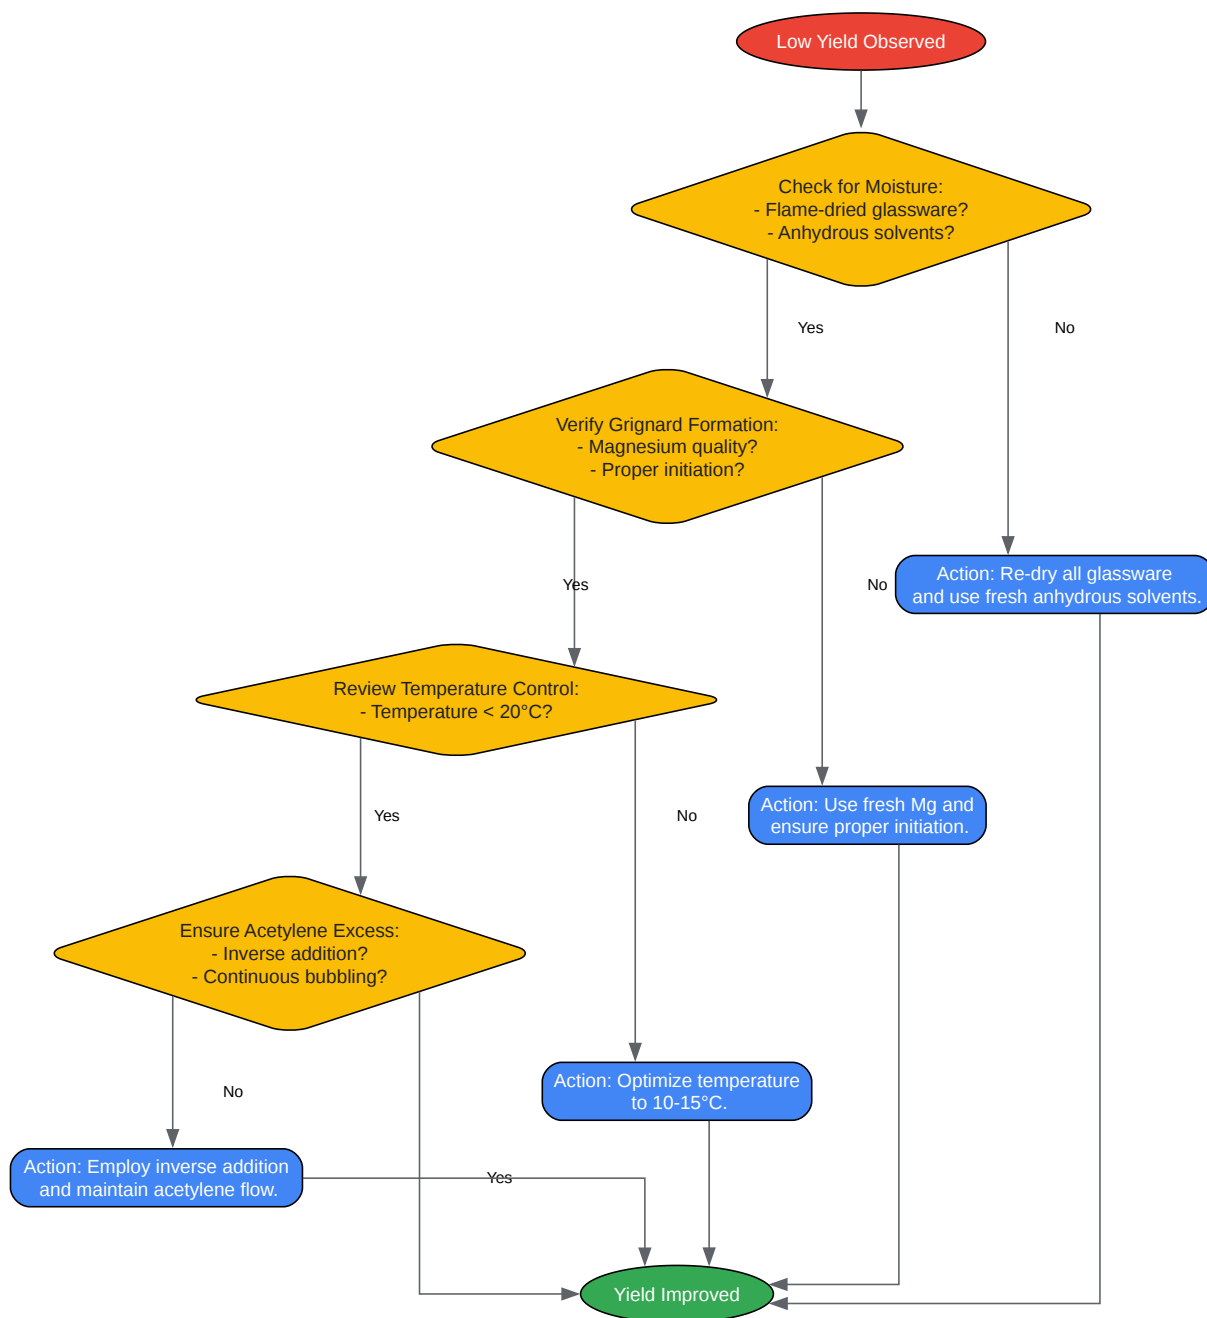 Low Yield Observed
Check for Moisture:
- Flame-dried glassware?
- Anhydrous solvents?
Yes
No
Verify Grignard Formation:
- Magnesium quality?
- Proper initiation?
Yes
No
Action: Re-dry all glassware
and use fresh anhydrous solvents.
Review Temperature Control:
- Temperature < 20°C?
Yes
No
Action: Use fresh Mg and
ensure proper initiation.
Ensure Acetylene Excess:
- Inverse addition?
- Continuous bubbling?
No
Action: Optimize temperature
to 10-15°C.
Action: Employ inverse addition
and maintain acetylene flow.
Yes
Yield Improved